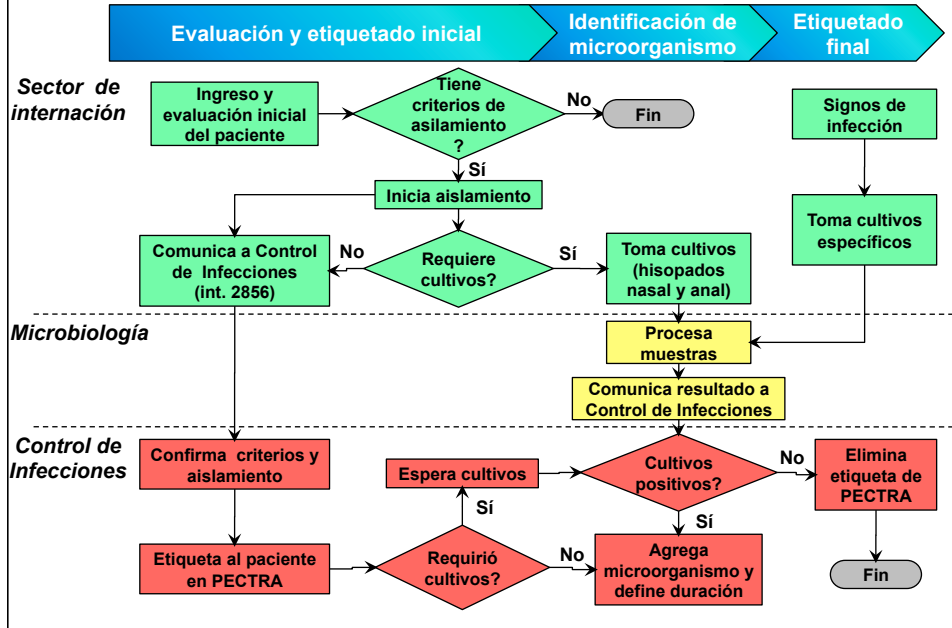 Evaluación y etiquetado inicial
Identificación de
microorganismo
Etiquetado
final
Sector de
internación
Ingreso y
evaluación inicial
del paciente
Tiene
criterios de
asilamiento
?
No
Fin
Signos de
infección
Sí
Inicia aislamiento
Comunica a Control
de Infecciones
(int. 2856)
No
Requiere
cultivos?
Sí
Toma cultivos
(hisopados
nasal y anal)
Toma cultivos
específicos
Microbiología
Procesa
muestras
Comunica resultado a
Control de Infecciones
Control de
Infecciones
Confirma criterios y
aislamiento
Espera cultivos
Cultivos
positivos?
No
Elimina
etiqueta de
PECTRA
Sí
Sí
Etiqueta al paciente
en PECTRA
Requirió
cultivos?
No
Agrega
microorganismo y
define duración
Fin